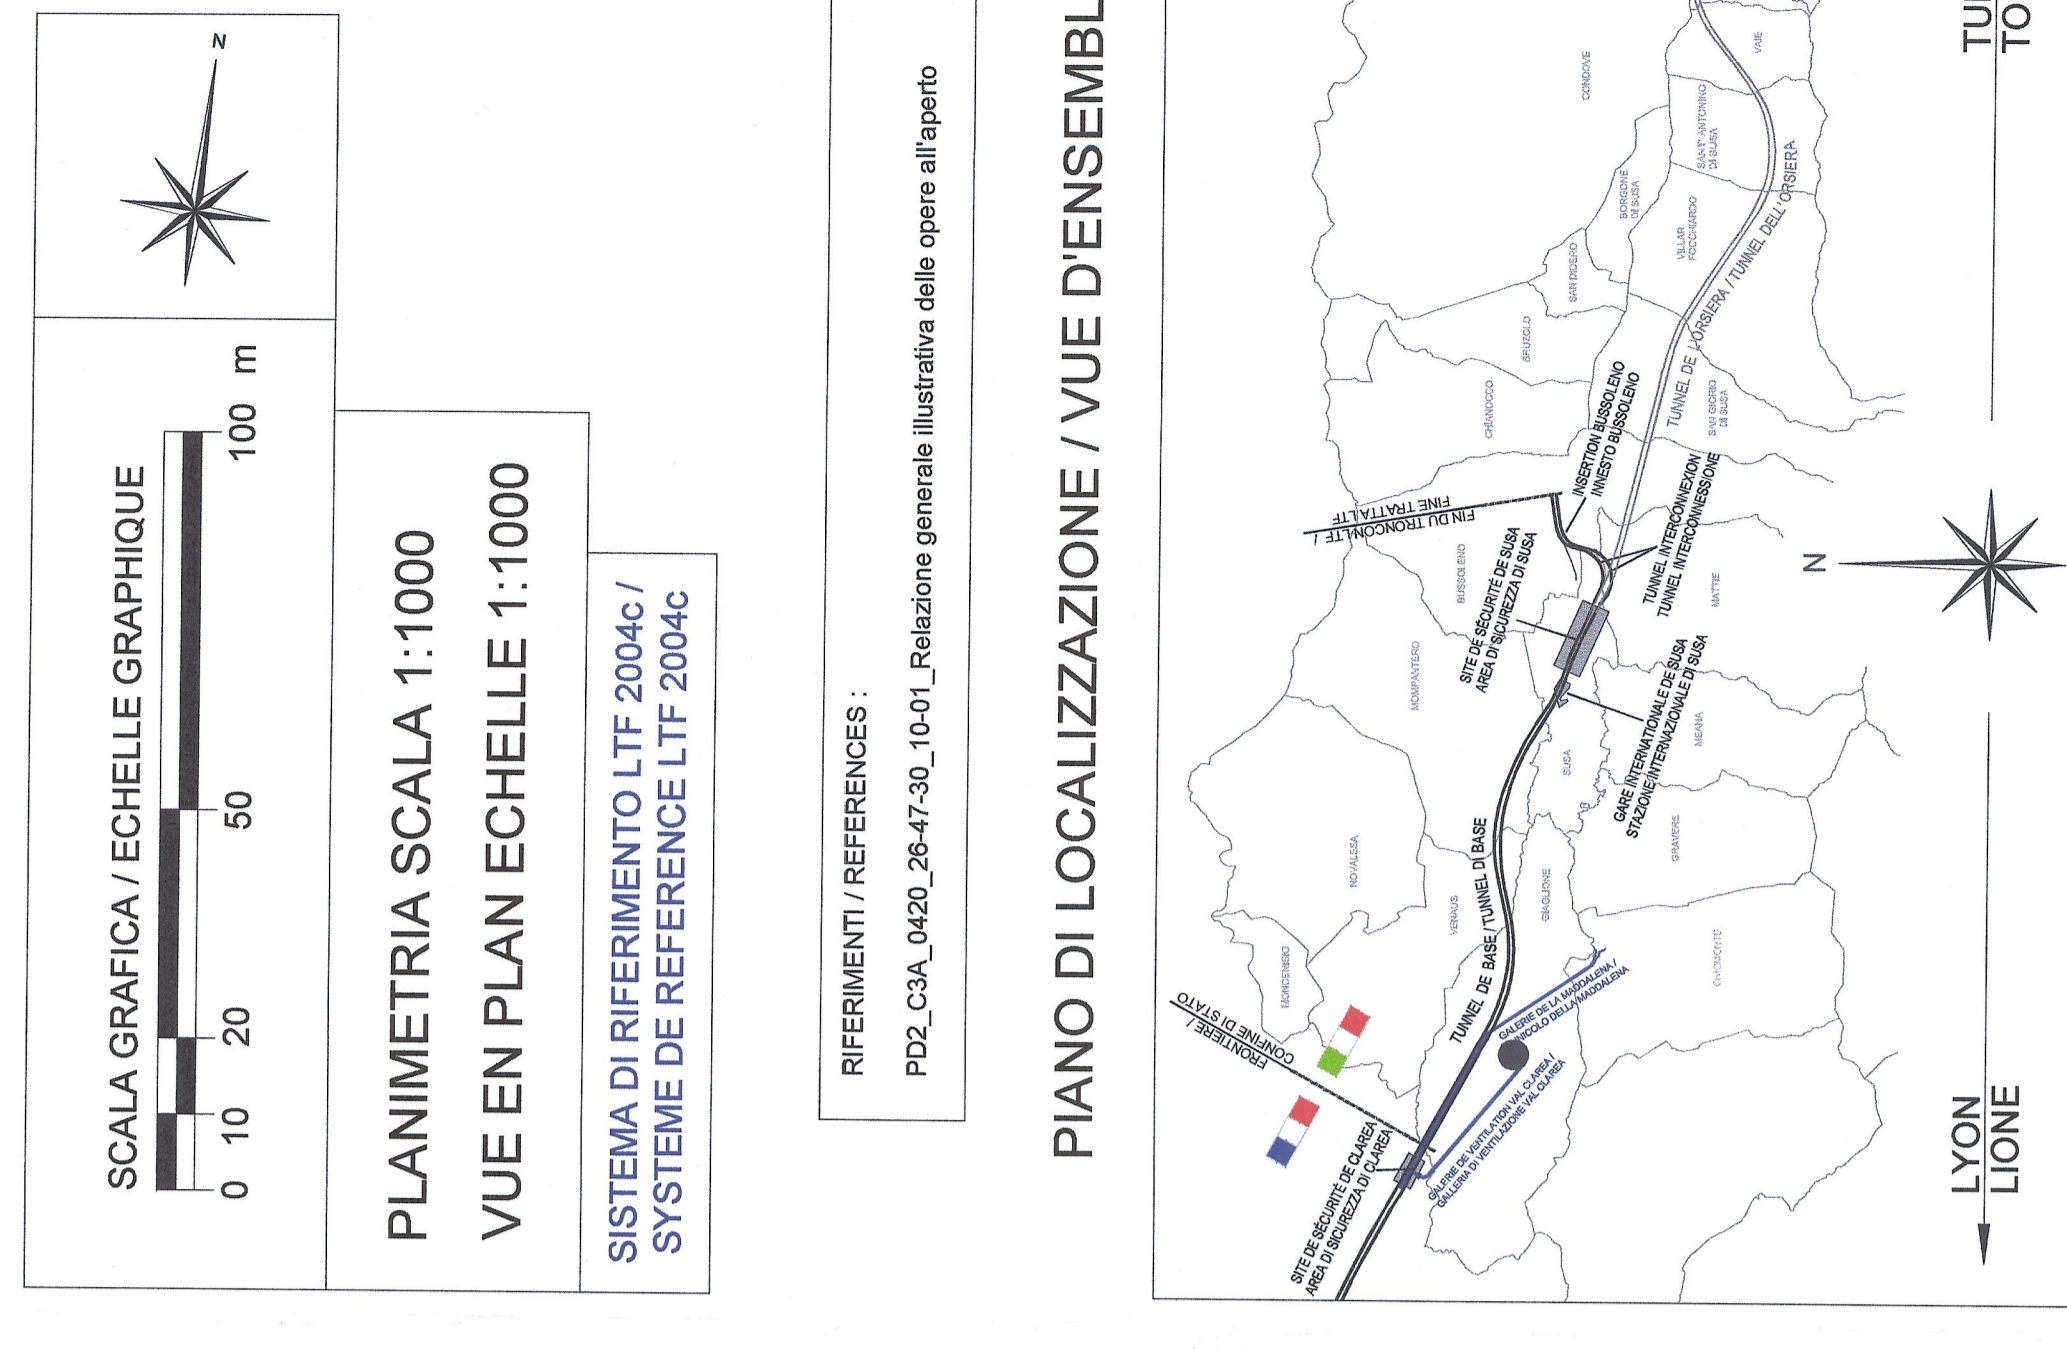 N
SCALA GRAFICA / ECHELLE GRAPHIQUE
0 10 20 50 100 m
PLANIMETRIA SCALA 1:1000
VUE EN PLAN ECHELLE 1:1000
SISTEMA DI RIFERIMENTO LTF 2004c /
SYSTEME DE REFERENCE LTF 2004c
RIFERIMENTI / REFERENCES :
PD2_C3A_0420_26-47-30_10-01_Relazione generale illustrativa delle opere all'aperto
PIANO DI LOCALIZZAZIONE / VUE D'ENSEMBL
FRONTIERE /
CONFINE DI STATO
SITE DE SÉCURITÉ DE CLAREA
AREA DI SICUREZZA DI CLAREA
MONCENISIO
NOVALESA
VENAUS
MOMPANTERO
BUSSOLENO
CHIANOCCO
BRUZOLO
SAN DIDERO
BORGONE
DI SUSA
CONDOVE
VAIE
SANT' ANTONINO
DI SUSA
VILLAR
FOCCHIARDO
SAN GIORIO
DI SUSA
MATTIE
MEANA
SUSA
GRAVERE
GIAGLIONE
CHIOMONTE
TUNNEL DE BASE / TUNNEL DI BASE
GALERIE DE LA MADDALENA /
CUNICOLO DELLA MADDALENA
GALERIE DE VENTILATION VAL CLAREA /
GALLERIA DI VENTILAZIONE VAL CLAREA
SITE DE SÉCURITÉ DE SUSA
AREA DI SICUREZZA DI SUSA
GARE INTERNATIONALE DE SUSA
STAZIONE INTERNAZIONALE DI SUSA
FIN DU TRONCON LTF /
FINE TRATTA LTF
INSERTION BUSSOLENO
INNESTO BUSSOLENO
TUNNEL INTERCONNEXION
TUNNEL INTERCONNESSIONE
TUNNEL DE L'ORSIERA / TUNNEL DELL'ORSIERA
N
LYON
LIONE
TO